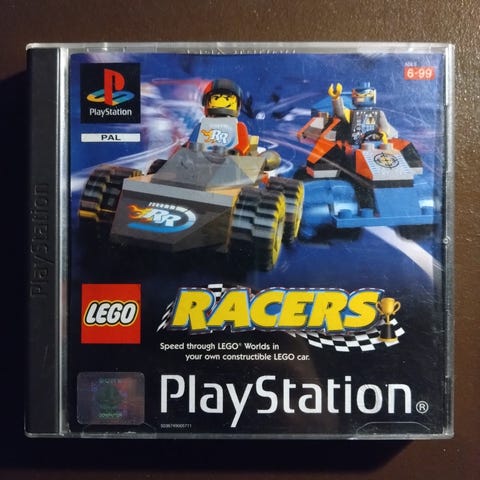 PlayStation
AGES
6-99
PAL
RR
RR
PlayStation
LEGO
RACERS
Speed through LEGO® Worlds in
your own constructible LEGO car.
PlayStation®